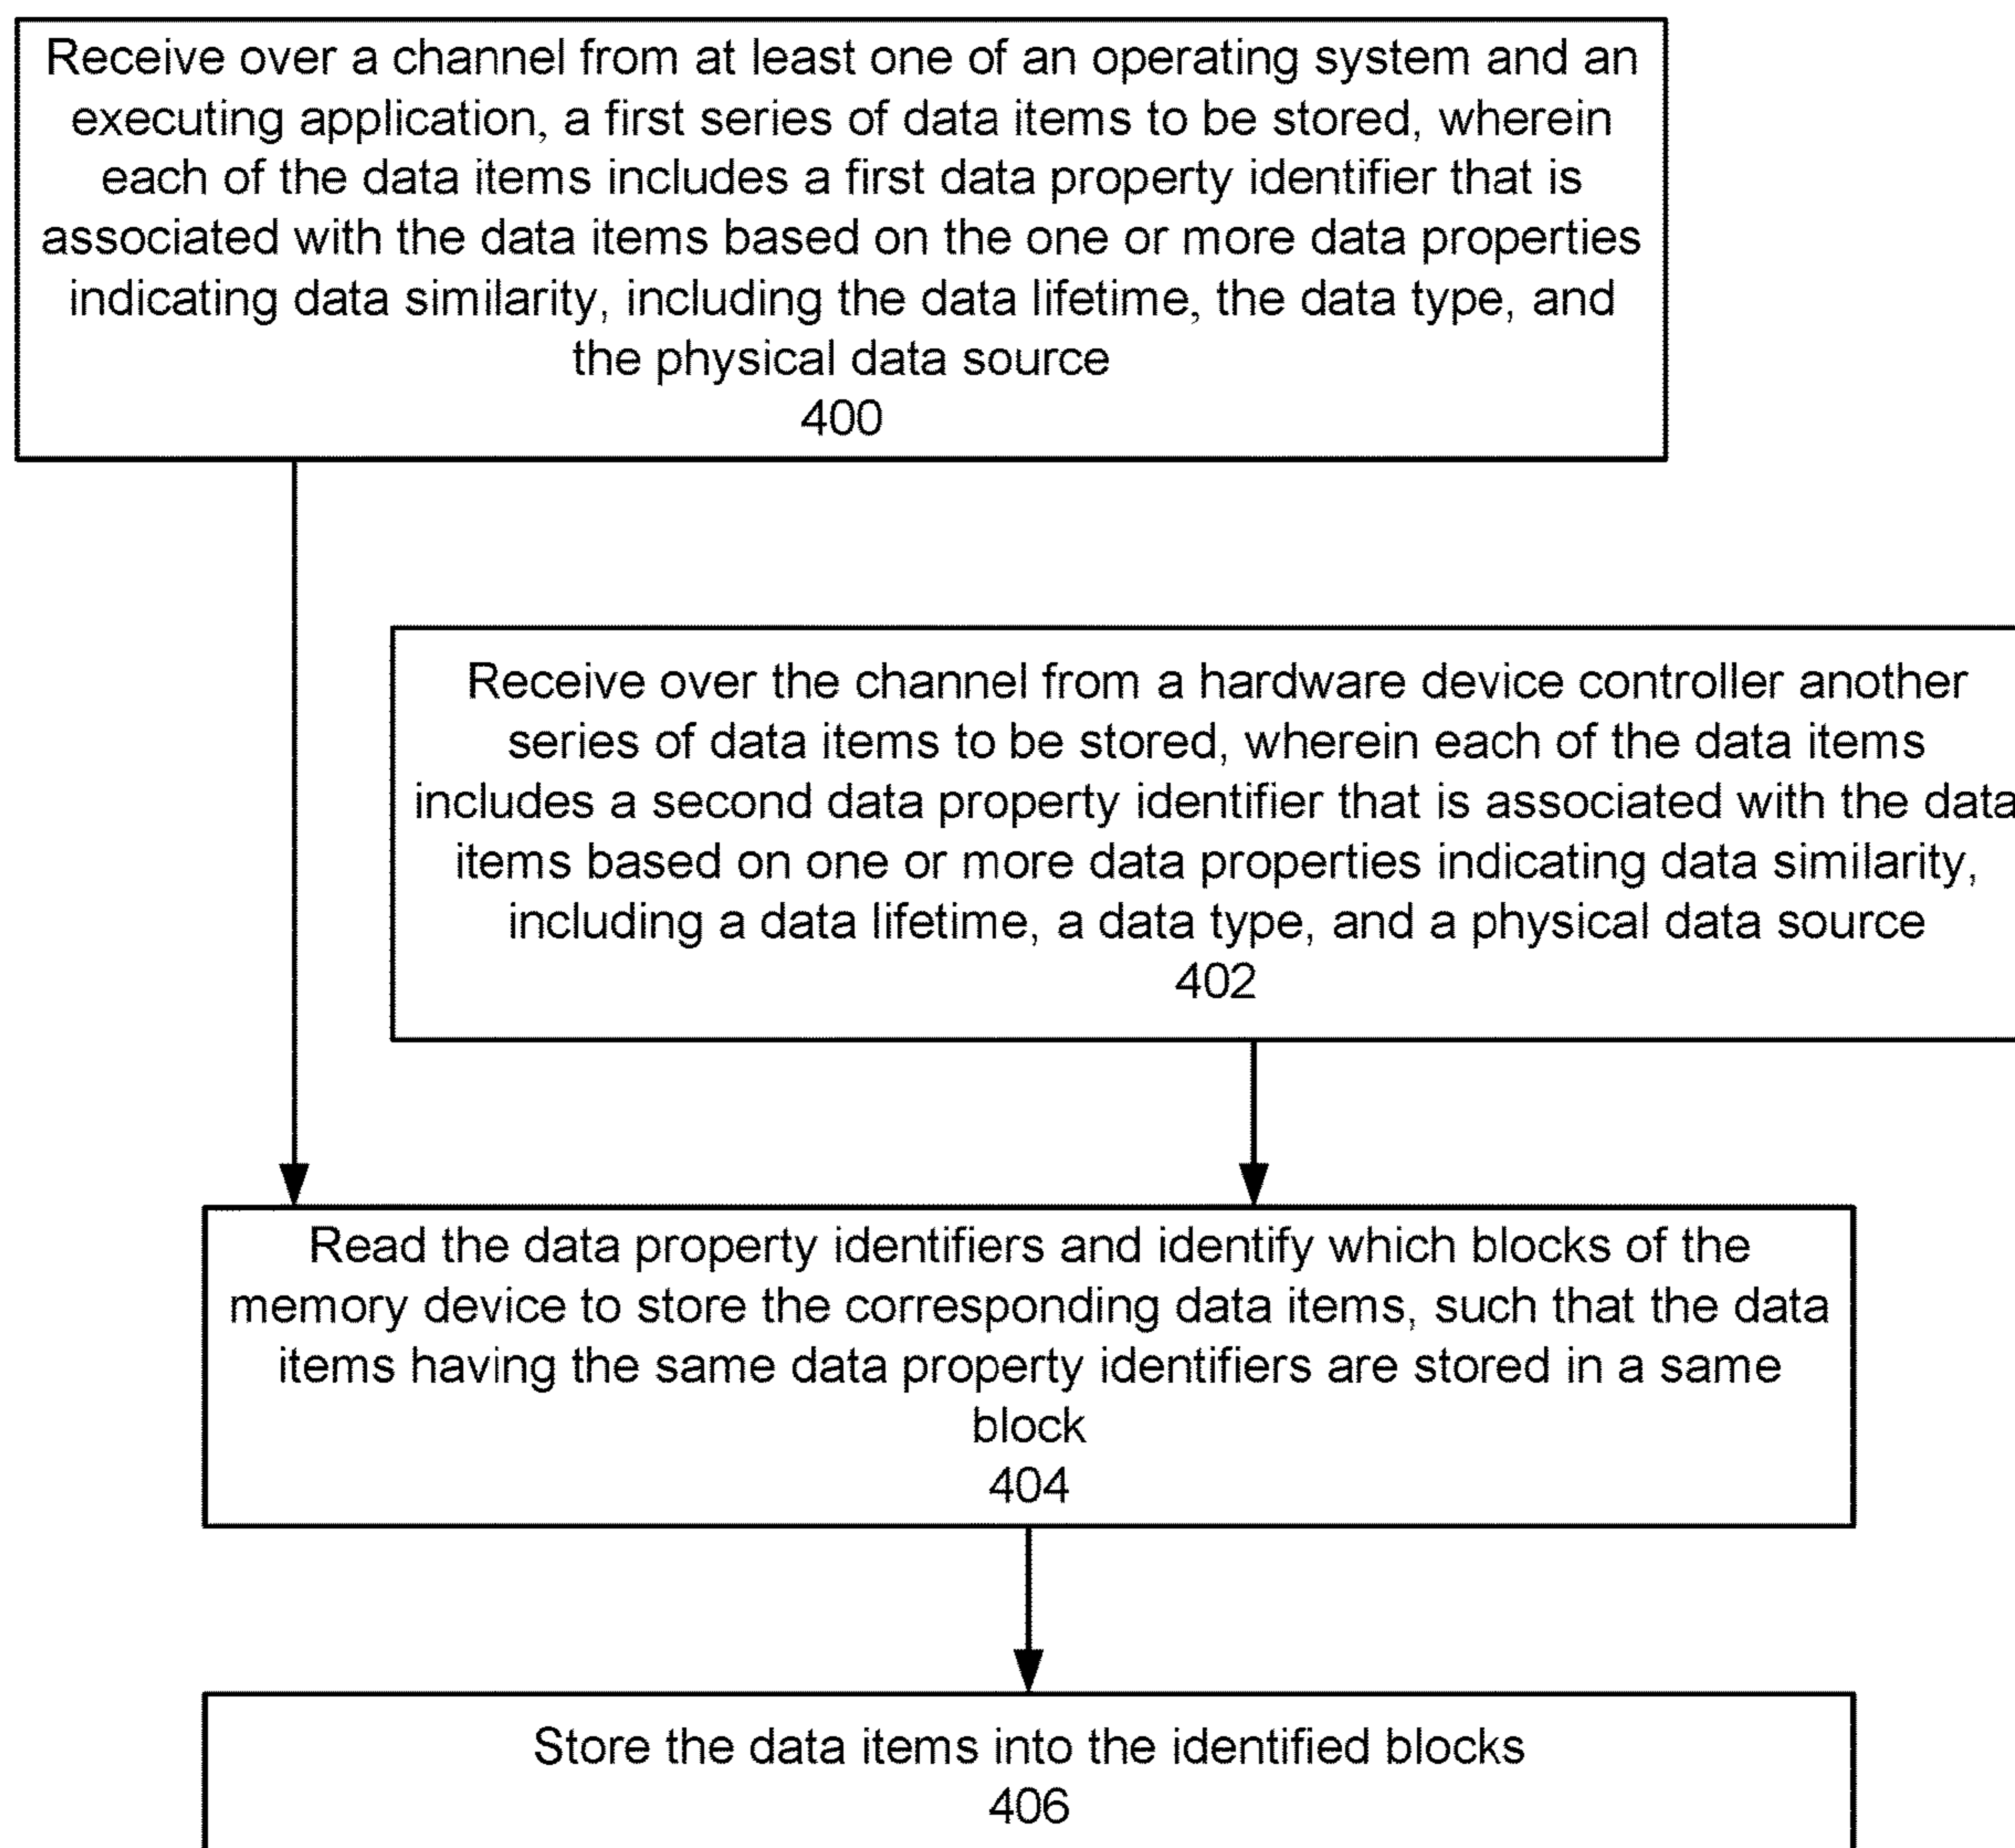 Receive over a channel from at least one of an operating system and an
executing application, a first series of data items to be stored, wherein
each of the data items includes a first data property identifier that is
associated with the data items based on the one or more data properties
indicating data similarity, including the data lifetime, the data type, and
the physical data source
400
Receive over the channel from a hardware device controller another
series of data items to be stored, wherein each of the data items
includes a second data property identifier that is associated with the data
items based on one or more data properties indicating data similarity,
including a data lifetime, a data type, and a physical data source
402
Read the data property identifiers and identify which blocks of the
memory device to store the corresponding data items, such that the data
items having the same data property identifiers are stored in a same
block
404
Store the data items into the identified blocks
406